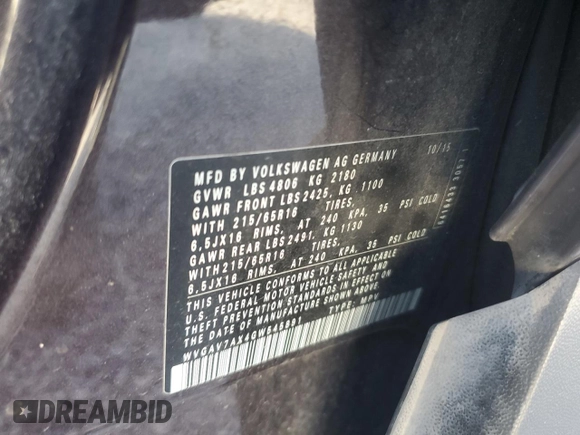 MFD BY VOLKSWAGEN AG GERMANY 10/15
GVWR LBS 4806 KG 2180
GAWR FRONT LBS 2425, KG 1100
WITH 215/65R16 TIRES,
6,5JX16 RIMS, AT 240 KPA, 35 PSI COLD
GAWR REAR LBS 2491, KG 1130
WITH 215/65R16 TIRES,
6,5JX16 RIMS, AT 240 KPA, 35 PSI COLD
THIS VEHICLE CONFORMS TO ALL APPLICABLE
U.S. FEDERAL MOTOR VEHICLE SAFETY AND
THEFT PREVENTION STANDARDS IN EFFECT ON
THE DATE OF MANUFACTURE SHOWN ABOVE
TYPE: MPV
DREAMBID